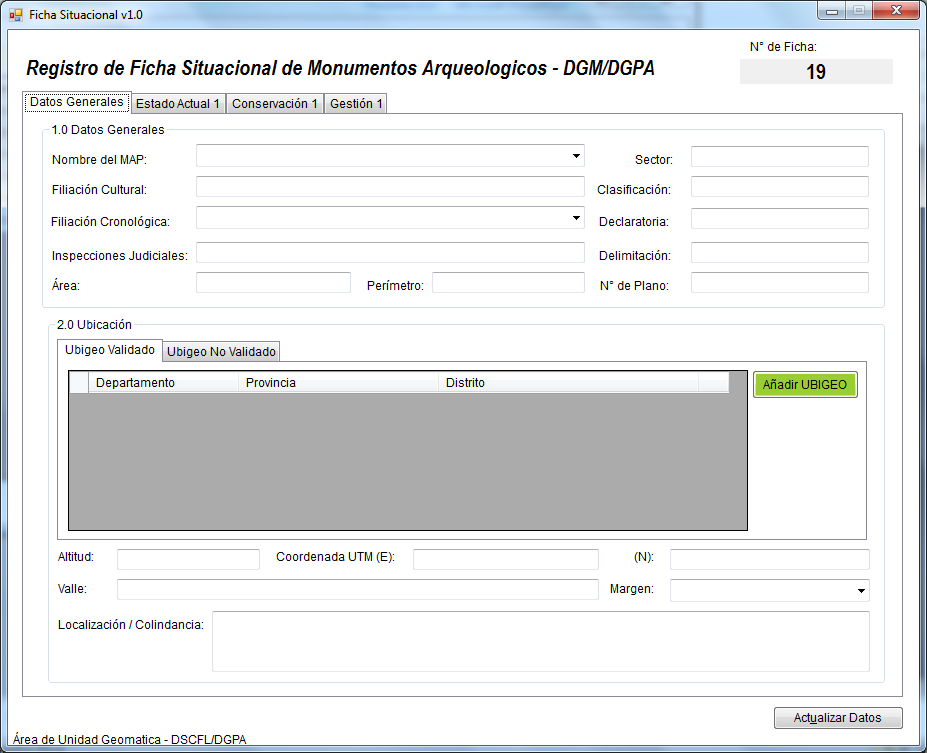 Ficha Situacional v1.0
N° de Ficha:
Registro de Ficha Situacional de Monumentos Arqueologicos - DGM/DGPA
19
Datos Generales Estado Actual 1 Conservación 1 Gestión 1
1.0 Datos Generales
Nombre del MAP: Sector:
Filiación Cultural: Clasificación:
Filiación Cronológica: Declaratoria:
Inspecciones Judiciales: Delimitación:
Área: Perímetro: N° de Plano:
2.0 Ubicación
Ubigeo Validado Ubigeo No Validado
Departamento Provincia Distrito
Añadir UBIGEO
Altitud: Coordenada UTM (E): (N):
Valle: Margen:
Localización / Colindancia:
Actualizar Datos
Área de Unidad Geomatica - DSCFL/DGPA